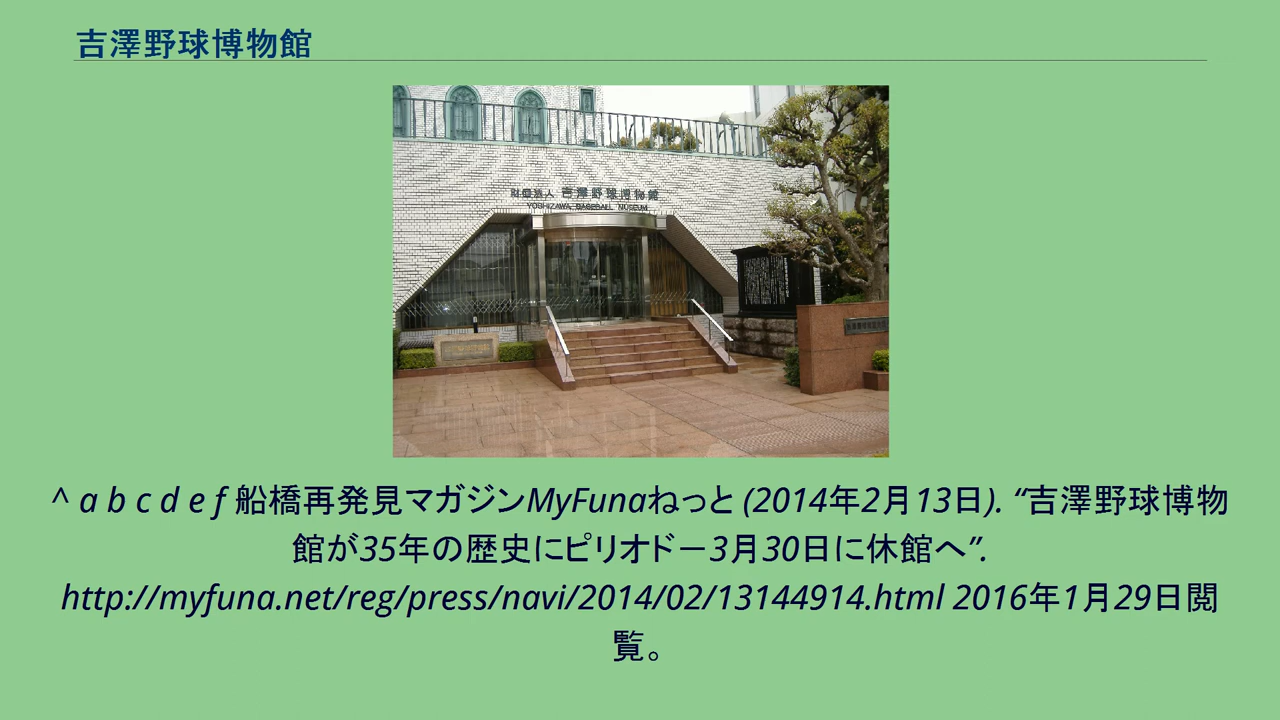 吉澤野球博物館
財団法人 吉澤野球博物館
YOSHIZAWA BASEBALL MUSEUM
^ a b c d e f 船橋再発見マガジンMyFunaねっと (2014年2月13日). “吉澤野球博物
館が35年の歴史にピリオド－3月30日に休館へ”.
http://myfuna.net/reg/press/navi/2014/02/13144914.html 2016年1月29日閲
覧。